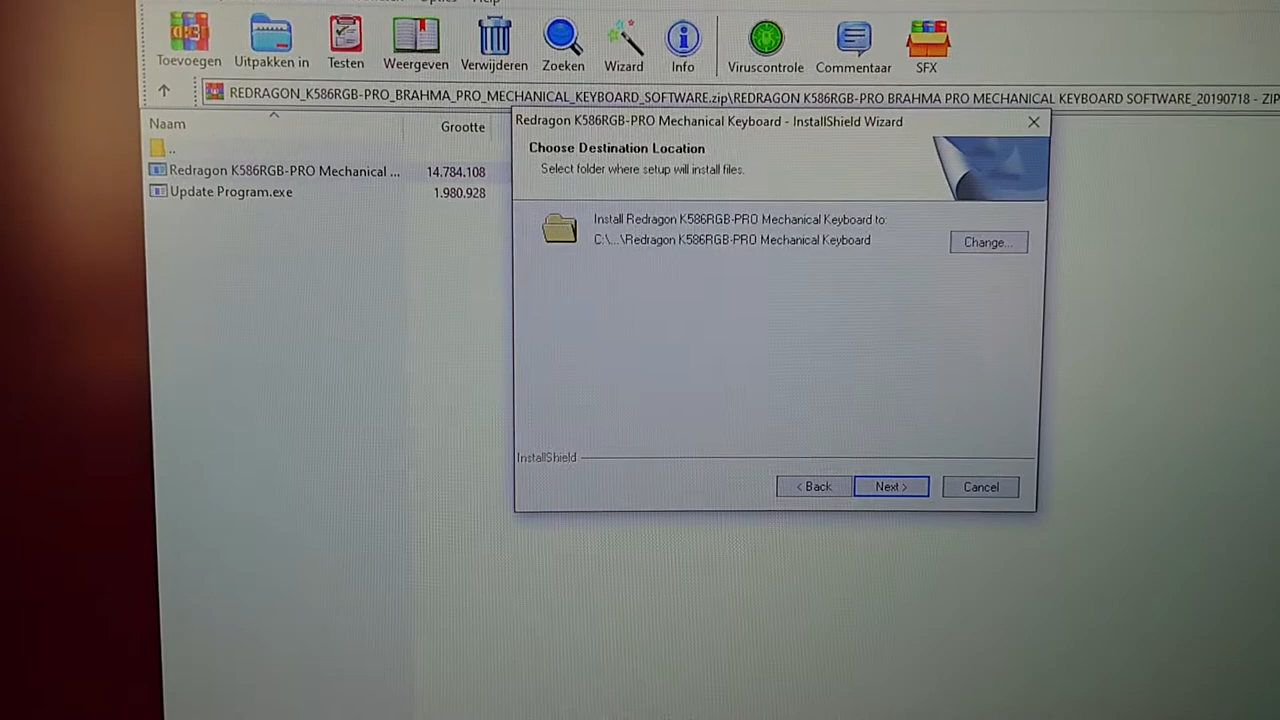 Help
Toevoegen Uitpakken in Testen Weergeven Verwijderen Zoeken Wizard Info Viruscontrole Commentaar SFX
REDRAGON_K586RGB-PRO_BRAHMA_PRO_MECHANICAL_KEYBOARD_SOFTWARE.zip\REDRAGON K586RGB-PRO BRAHMA PRO MECHANICAL KEYBOARD SOFTWARE_20190718 - ZIP
Naam Grootte
..
Redragon K586RGB-PRO Mechanical ... 14.784.108
Update Program.exe 1.980.928
Redragon K586RGB-PRO Mechanical Keyboard - InstallShield Wizard
Choose Destination Location
Select folder where setup will install files.
Install Redragon K586RGB-PRO Mechanical Keyboard to:
C:\...\Redragon K586RGB-PRO Mechanical Keyboard
Change...
InstallShield
< Back Next > Cancel